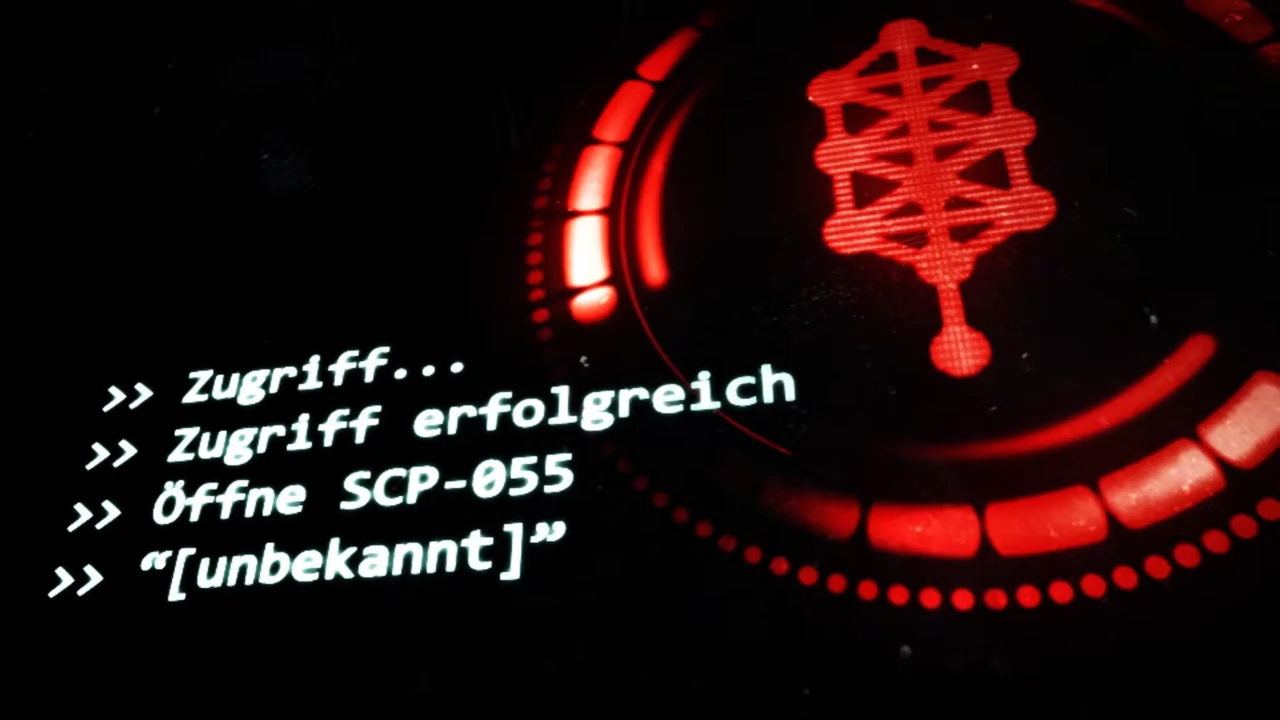 >> Zugriff...
>> Zugriff erfolgreich
>> Öffne SCP-055
>> “[unbekannt]”